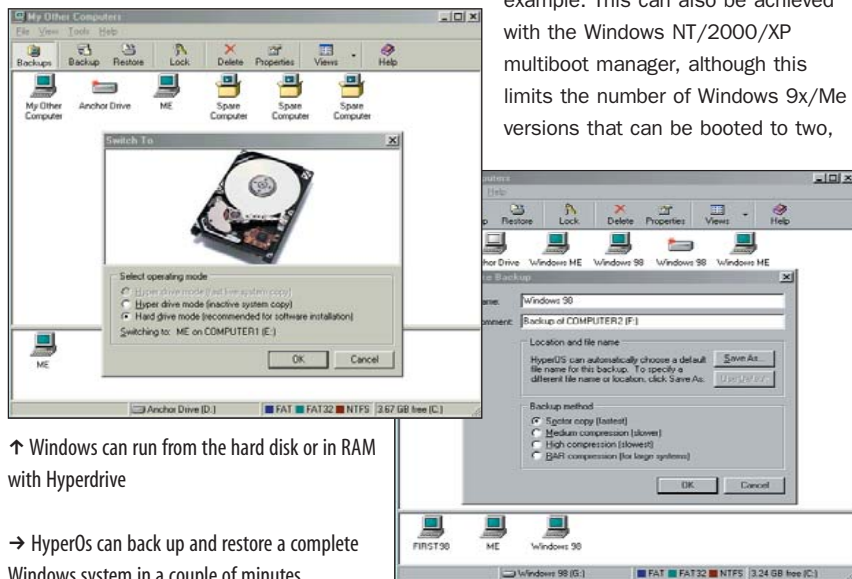 example. This can also be achieved
with the Windows NT/2000/XP
multiboot manager, although this
limits the number of Windows 9x/Me
versions that can be booted to two,
My Other Computers
File View Tools Help
Backups Backup Restore Lock Delete Properties Views Help
My Other Computer
Anchor Drive
ME
Spare Computer
Spare Computer
Spare Computer
Switch To
Select operating mode
Hyper drive mode (fast live system copy)
Hyper drive mode (inactive system copy)
Hard drive mode (recommended for software installation)
Switching to: ME on COMPUTER1 (E:)
OK Cancel
ME
Anchor Drive (D:) FAT FAT32 NTFS 3.67 GB free (C:)
↑ Windows can run from the hard disk or in RAM
with Hyperdrive
→ HyperOs can back up and restore a complete
Windows system in a couple of minutes
puters
Help
p Restore Lock Delete Properties Views Help
hor Drive Windows ME Windows 98 Windows 98 Windows ME
te Backup
ame: Windows 98
omment: Backup of COMPUTER2 (F:)
Location and file name
HyperOS can automatically choose a default
file name for this backup. To specify a
different file name or location, click Save As.
Save As...
Use Default
Backup method
Sector copy (fastest)
Medium compression (slower)
High compression (slowest)
BAR compression (for large systems)
OK Cancel
FIRST98 ME Windows 98
Windows 98 (G:) FAT FAT32 NTFS 3.24 GB free (C:)